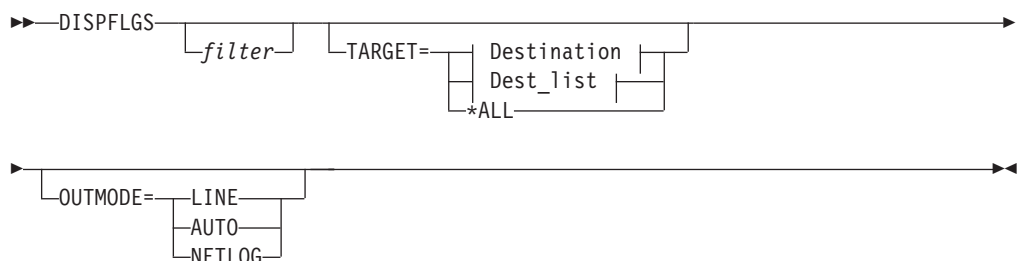 DISPFLGS
filter
TARGET= Destination
Dest_list
*ALL
OUTMODE= LINE
AUTO
NETLOG